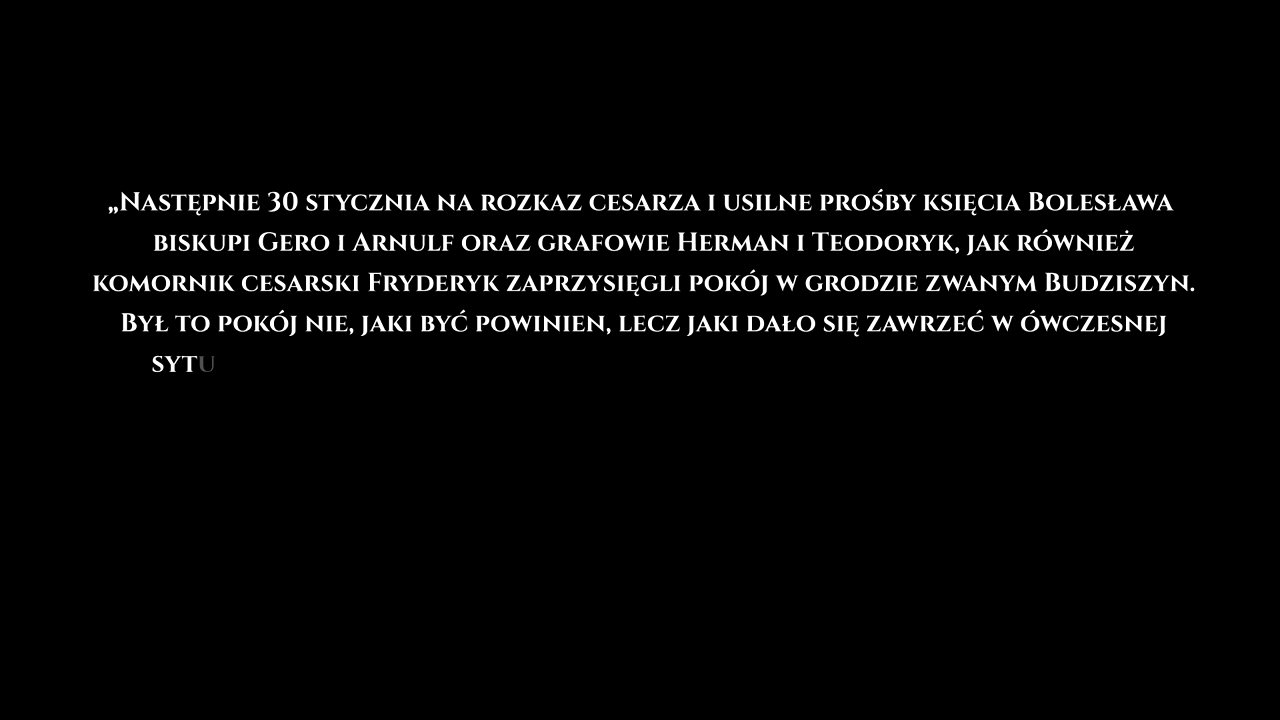 „Następnie 30 stycznia na rozkaz cesarza i usilne prośby księcia Bolesława
biskupi Gero i Arnulf oraz grafowie Herman i Teodoryk, jak również
komornik cesarski Fryderyk zaprzysięgli pokój w grodzie zwanym Budziszyn.
Był to pokój nie, jaki być powinien, lecz jaki dało się zawrzeć w ówczesnej
sytu